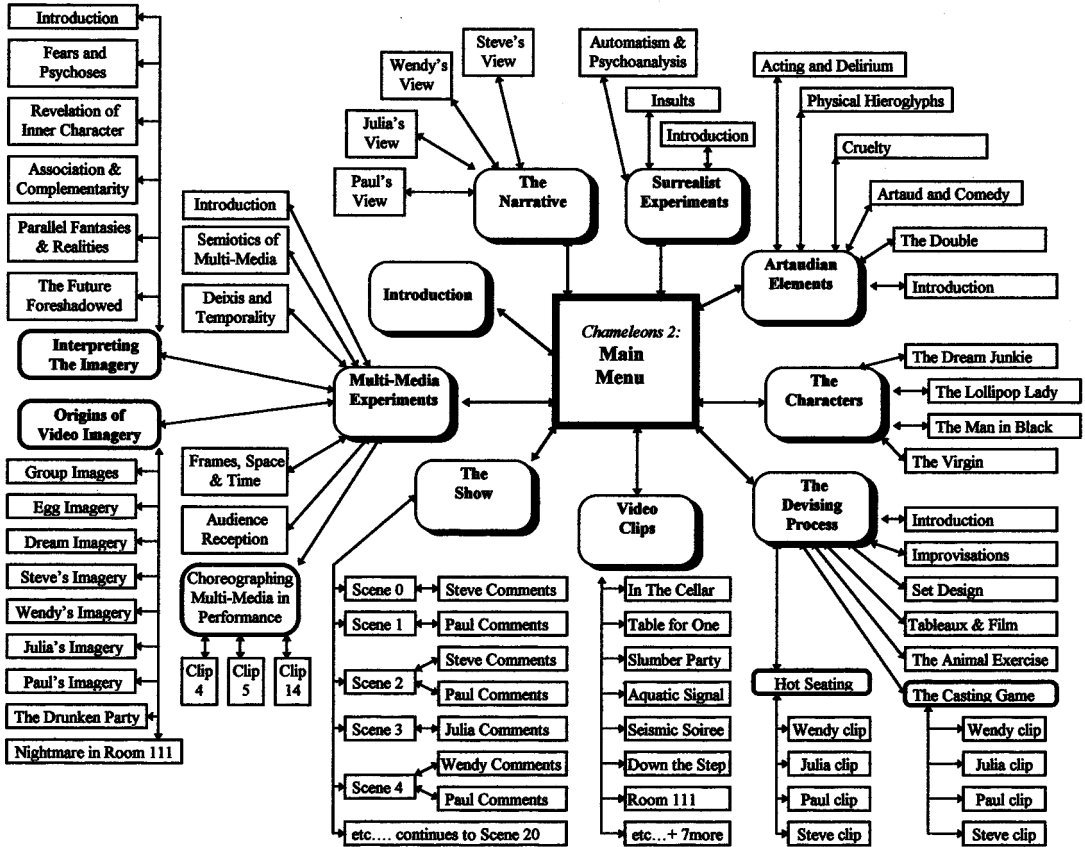 Introduction
Fears and
Psychoses
Revelation of
Inner Character
Association &
Complementarity
Parallel Fantasies
& Realities
The Future
Foreshadowed
Interpreting
The Imagery
Origins of
Video Imagery
Group Images
Egg Imagery
Dream Imagery
Steve's Imagery
Wendy's Imagery
Julia's Imagery
Paul's Imagery
The Drunken Party
Nightmare in Room 111
Introduction
Semiotics of
Multi-Media
Deixis and
Temporality
Multi-Media
Experiments
Frames, Space
& Time
Audience
Reception
Choreographing
Multi-Media in
Performance
Clip
4
Clip
5
Clip
14
Steve's
View
Wendy's
View
Julia's
View
Paul's
View
The
Narrative
Automatism &
Psychoanalysis
Insults
Introduction
Surrealist
Experiments
Acting and Delirium
Physical Hieroglyphs
Cruelty
Artaud and Comedy
The Double
Introduction
Artaudian
Elements
Introduction
Chameleons 2:
Main
Menu
The
Characters
The Dream Junkie
The Lollipop Lady
The Man in Black
The Virgin
The
Show
Scene 0
Steve Comments
Scene 1
Paul Comments
Scene 2
Steve Comments
Paul Comments
Scene 3
Julia Comments
Scene 4
Wendy Comments
Paul Comments
etc.... continues to Scene 20
Video
Clips
In The Cellar
Table for One
Slumber Party
Aquatic Signal
Seismic Soiree
Down the Step
Room 111
etc...+ 7more
The
Devising
Process
Introduction
Improvisations
Set Design
Tableaux & Film
The Animal Exercise
Hot Seating
Wendy clip
Julia clip
Paul clip
Steve clip
The Casting Game
Wendy clip
Julia clip
Paul clip
Steve clip